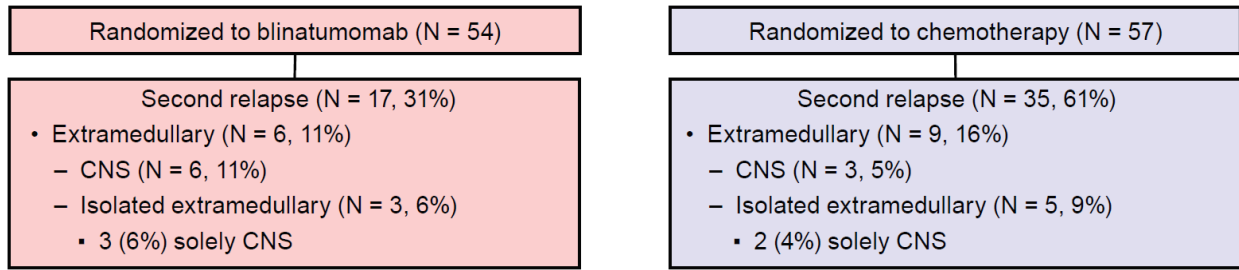 Randomized to blinatumomab (N = 54)
Second relapse (N = 17, 31%)
• Extramedullary (N = 6, 11%)
– CNS (N = 6, 11%)
– Isolated extramedullary (N = 3, 6%)
▪ 3 (6%) solely CNS
Randomized to chemotherapy (N = 57)
Second relapse (N = 35, 61%)
• Extramedullary (N = 9, 16%)
– CNS (N = 3, 5%)
– Isolated extramedullary (N = 5, 9%)
▪ 2 (4%) solely CNS